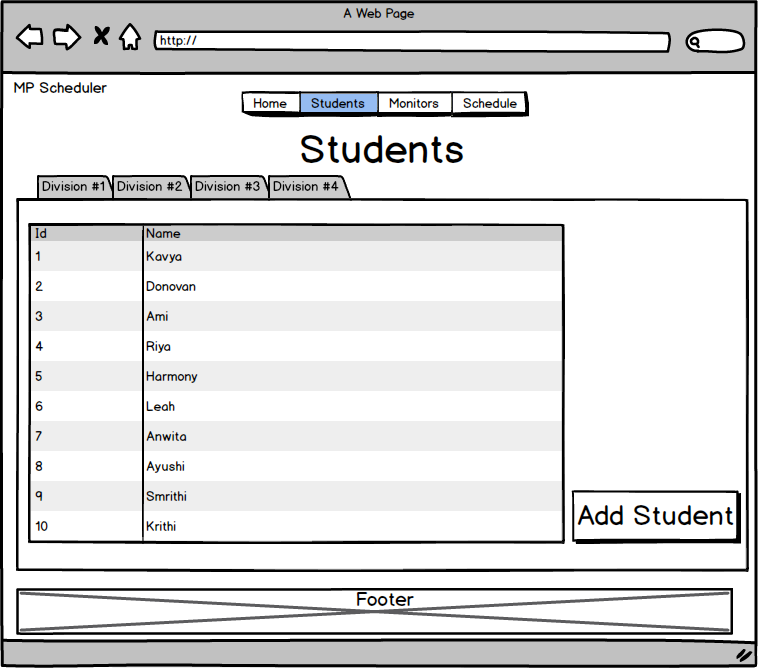 A Web Page
http://
MP Scheduler
Home Students Monitors Schedule
Students
Division #1 Division #2 Division #3 Division #4
Id Name
1 Kavya
2 Donovan
3 Ami
4 Riya
5 Harmony
6 Leah
7 Anwita
8 Ayushi
9 Smrithi
10 Krithi
Add Student
Footer